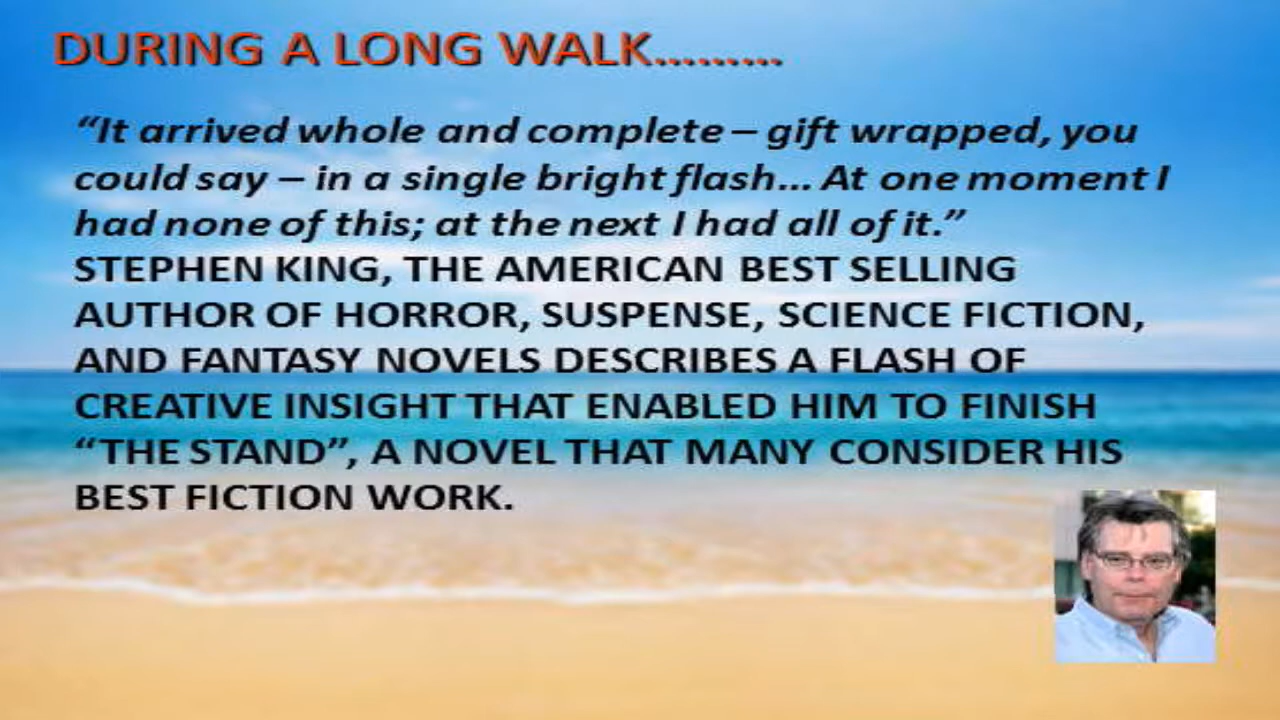 DURING A LONG WALK.........
“It arrived whole and complete – gift wrapped, you
could say – in a single bright flash... At one moment I
had none of this; at the next I had all of it.”
STEPHEN KING, THE AMERICAN BEST SELLING
AUTHOR OF HORROR, SUSPENSE, SCIENCE FICTION,
AND FANTASY NOVELS DESCRIBES A FLASH OF
CREATIVE INSIGHT THAT ENABLED HIM TO FINISH
“THE STAND”, A NOVEL THAT MANY CONSIDER HIS
BEST FICTION WORK.